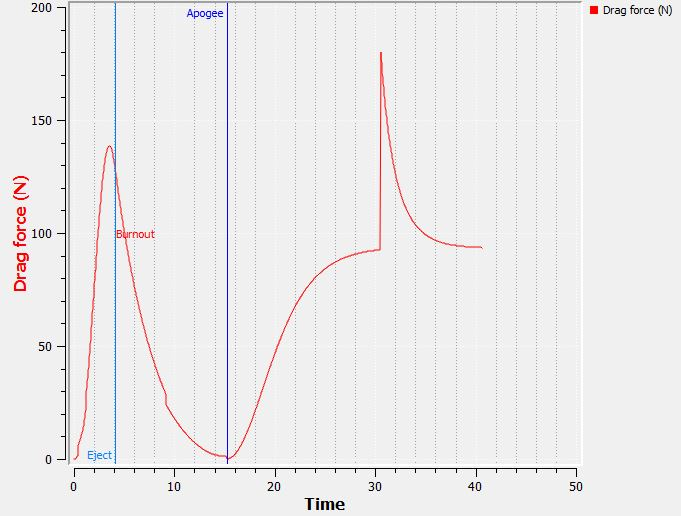 Drag force (N)
200
150
100
50
0
Drag force (N)
Apogee
Burnout
Eject
0 10 20 30 40 50
Time